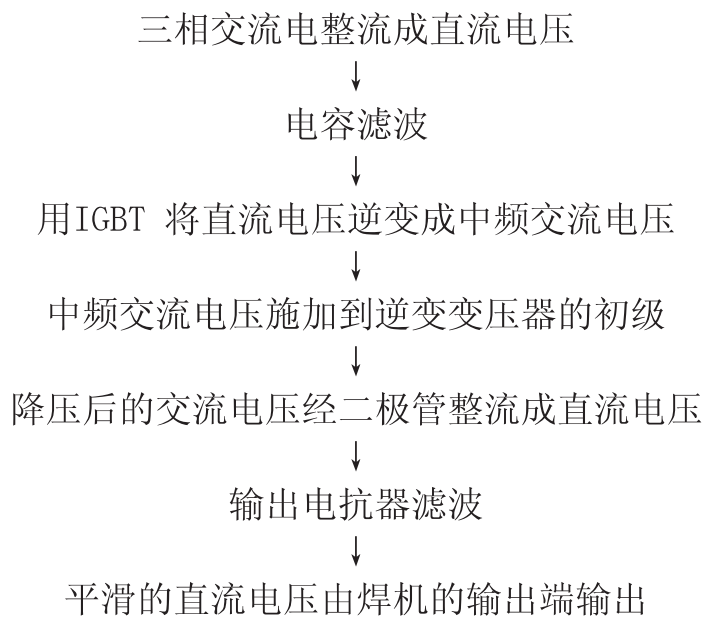 三相交流电整流成直流电压
↓
电容滤波
↓
用IGBT 将直流电压逆变成中频交流电压
↓
中频交流电压施加到逆变变压器的初级
↓
降压后的交流电压经二极管整流成直流电压
↓
输出电抗器滤波
↓
平滑的直流电压由焊机的输出端输出